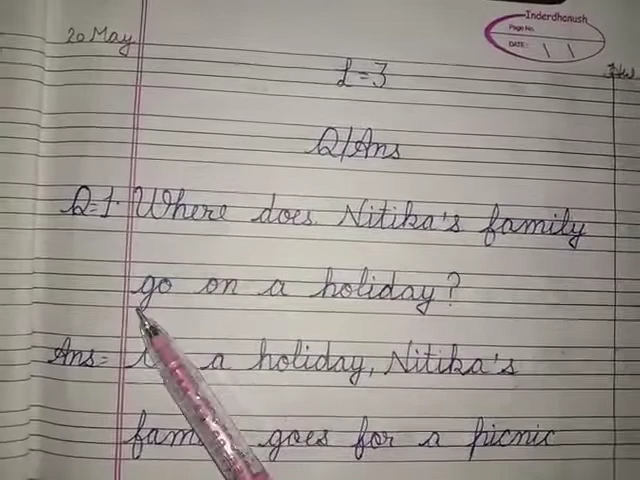 Inderdhanush
Page No.
DATE:
20 May
H.W
L=3
Q/Ans
Q=1. Where does Nitika's family
go on a holiday?
Ans= a holiday, Nitika's
goes for a picnic